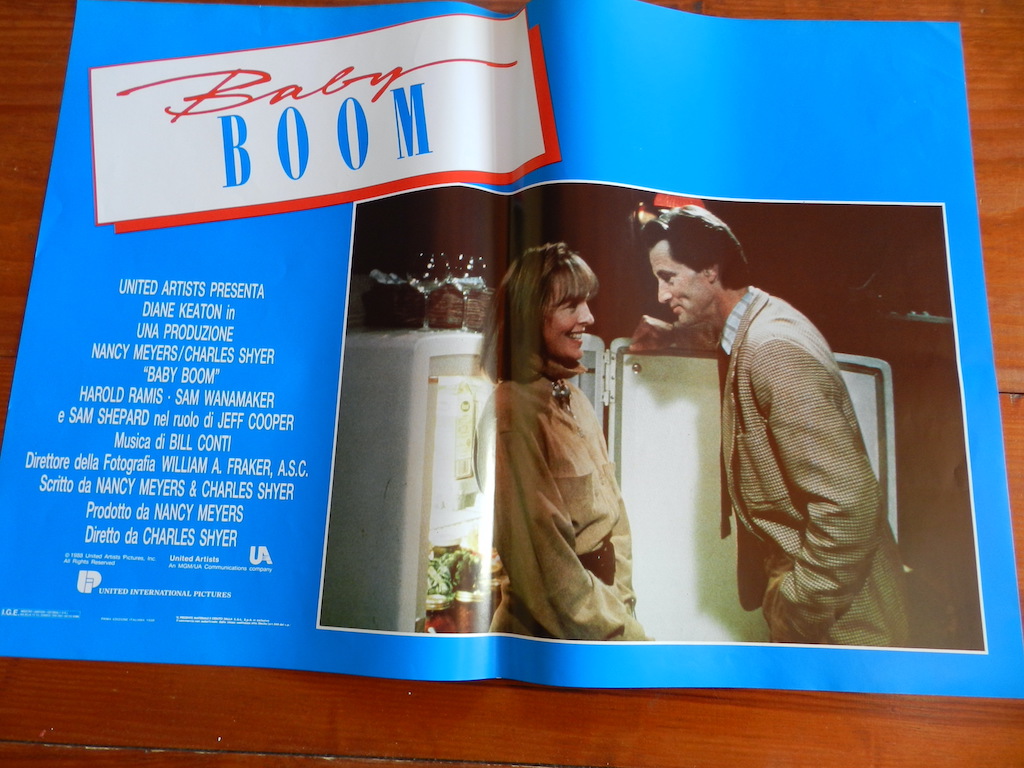 Baby
BOOM
UNITED ARTISTS PRESENTA
DIANE KEATON in
UNA PRODUZIONE
NANCY MEYERS/CHARLES SHYER
"BABY BOOM"
HAROLD RAMIS · SAM WANAMAKER
e SAM SHEPARD nel ruolo di JEFF COOPER
Musica di BILL CONTI
Direttore della Fotografia WILLIAM A. FRAKER, A.S.C.
Scritto da NANCY MEYERS & CHARLES SHYER
Prodotto da NANCY MEYERS
Diretto da CHARLES SHYER
© 1988 United Artists Pictures, Inc.
All Rights Reserved
United Artists
An MGM/UA Communications company
UA
UIP UNITED INTERNATIONAL PICTURES
I.G.E.